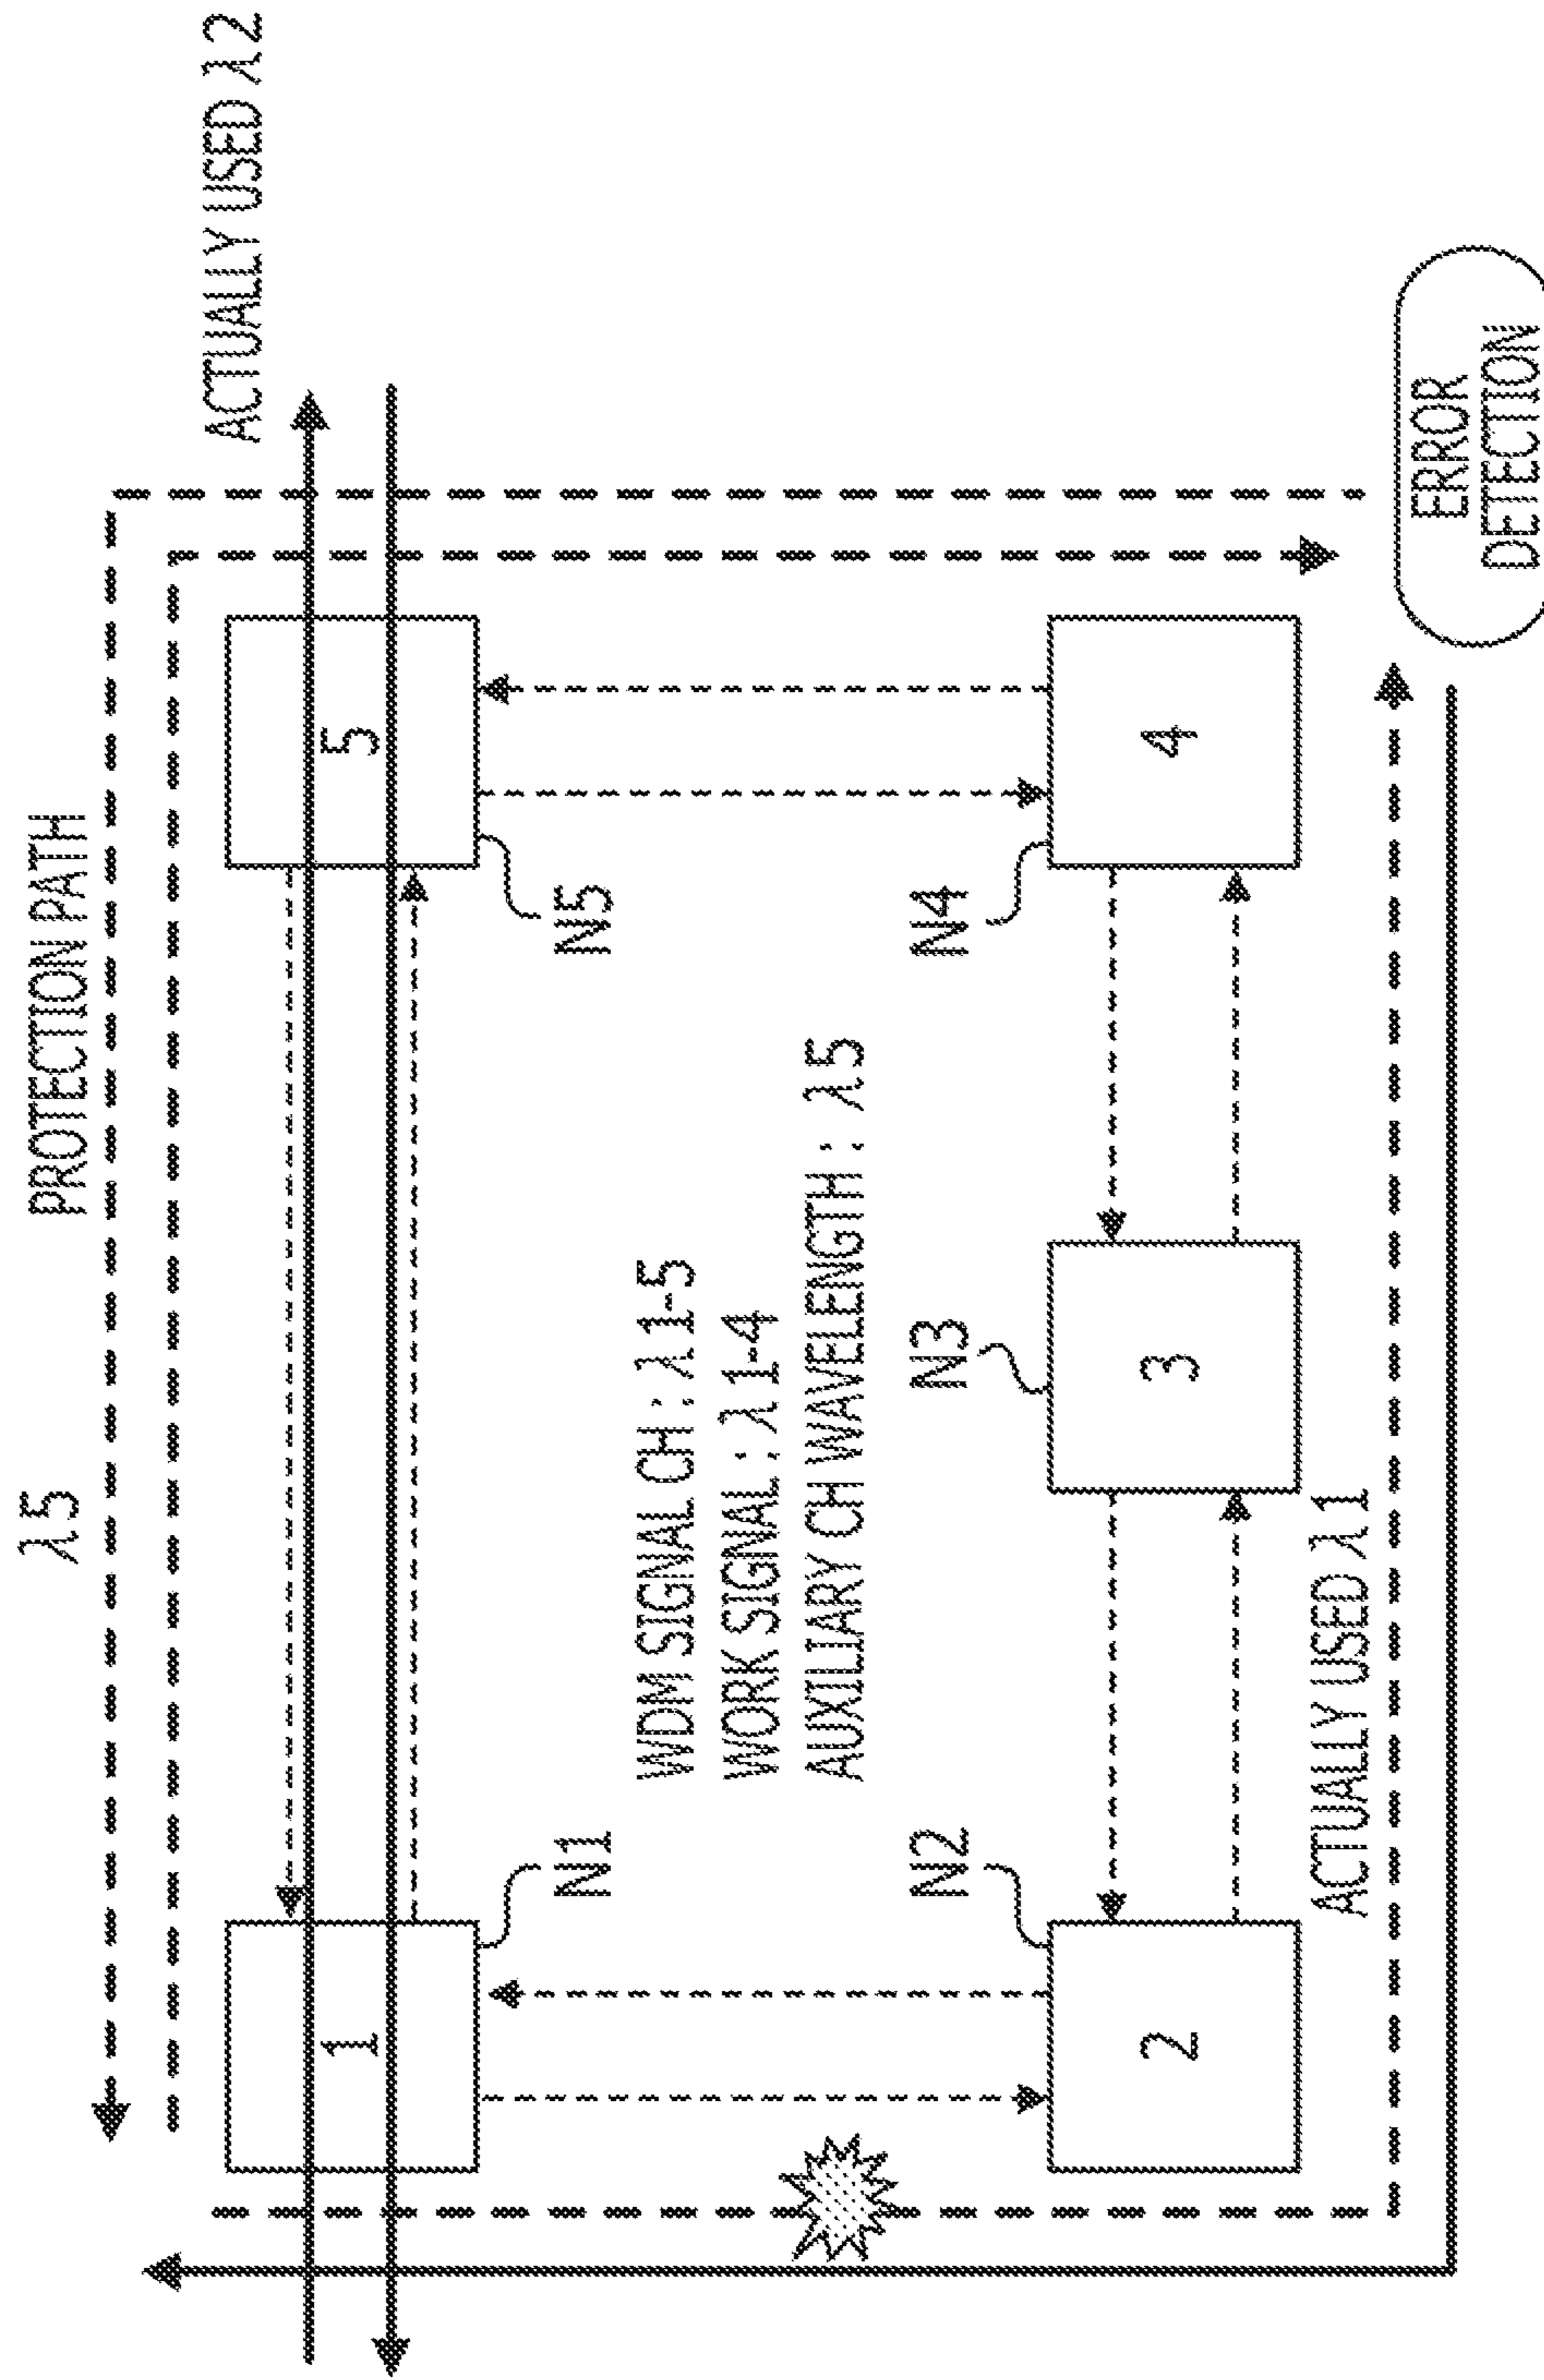 λ5
PROTECTION PATH
ACTUALLY USED λ2
1
5
N1
N5
WDM SIGNAL CH : λ1-5
WORK SIGNAL : λ1-4
AUXILIARY CH WAVELENGTH : λ5
N2
N3
N4
2
3
4
ACTUALLY USED λ1
ERROR
DETECTION